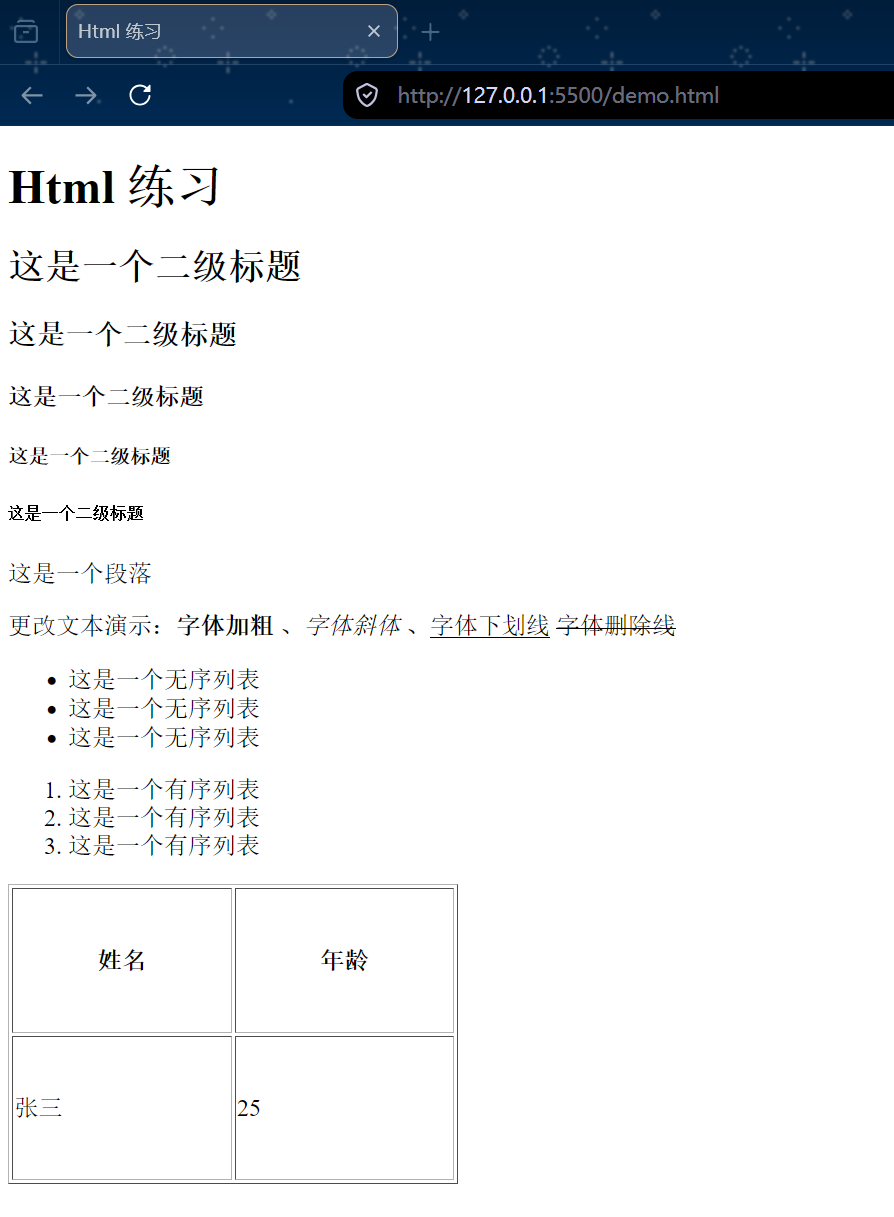 Html 练习
http://127.0.0.1:5500/demo.html
Html 练习
这是一个二级标题
这是一个二级标题
这是一个二级标题
这是一个二级标题
这是一个二级标题
这是一个段落
更改文本演示：字体加粗 、字体斜体 、字体下划线 字体删除线
• 这是一个无序列表
• 这是一个无序列表
• 这是一个无序列表
1. 这是一个有序列表
2. 这是一个有序列表
3. 这是一个有序列表
姓名 年龄
张三 25